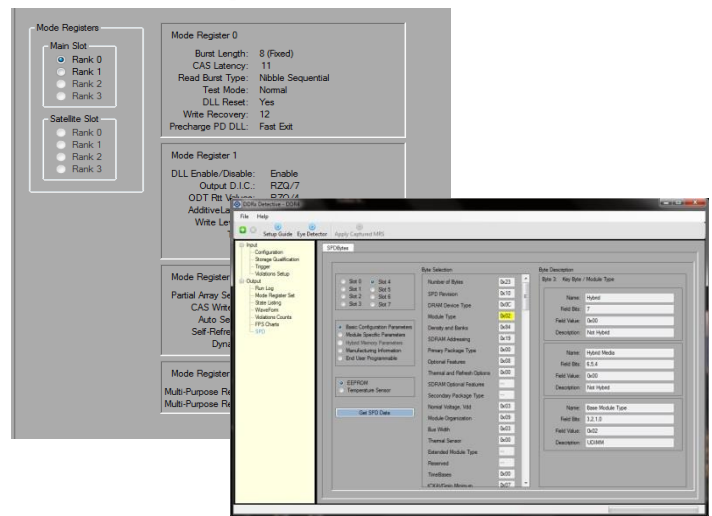 Mode Registers
Main Slot
Rank 0
Rank 1
Rank 2
Rank 3
Satellite Slot
Rank 0
Rank 1
Rank 2
Rank 3
Mode Register 0
Burst Length: 8 (Fixed)
CAS Latency: 11
Read Burst Type: Nibble Sequential
Test Mode: Normal
DLL Reset: Yes
Write Recovery: 12
Precharge PD DLL: Fast Exit
Mode Register 1
DLL Enable/Disable: Enable
Output D.I.C.: RZQ/7
ODT Rtt Values: RZQ/4
AdditiveLa
Write Le
Mode Register
Partial Array Se
CAS Write
Auto Se
Self-Refre
Dyna
Mode Register
Multi-Purpose Re
Multi-Purpose Re
DDRx Detective - DDR4
File Help
Setup Guide Eye Detector Apply Captured MRS
Input
Configuration
Storage Qualification
Trigger
Violations Setup
Output
Run Log
Mode Register Set
State Listing
WaveForm
Violations Counts
FPS Charts
SPD
SPDBytes
Slot 0 Slot 4
Slot 1 Slot 5
Slot 2 Slot 6
Slot 3 Slot 7
Basic Configuration Parameters
Module Specific Parameters
Hybrid Memory Parameters
Manufacturing Information
End User Programmable
EEPROM
Temperature Sensor
Get SPD Data
Byte Selection
Number of Bytes 0x23
SPD Revision 0x10
DRAM Device Type 0x0C
Module Type 0x02
Density and Banks 0x84
SDRAM Addressing 0x19
Primary Package Type 0x00
Optional Features 0x08
Thermal and Refresh Options 0x00
SDRAM Optional Features --
Secondary Package Type --
Nominal Voltage, Vdd 0x03
Module Organization 0x09
Bus Width 0x03
Thermal Sensor 0x00
Extended Module Type --
Reserved --
TimeBases 0x00
0x07
Byte Description
Byte 3: Key Byte / Module Type
Name: Hybrid
Field Bits: 7
Field Value: 0x00
Description: Not Hybrid
Name: Hybrid Media
Field Bits: 6,5,4
Field Value: 0x00
Description: Not Hybrid
Name: Base Module Type
Field Bits: 3,2,1,0
Field Value: 0x02
Description: UDIMM